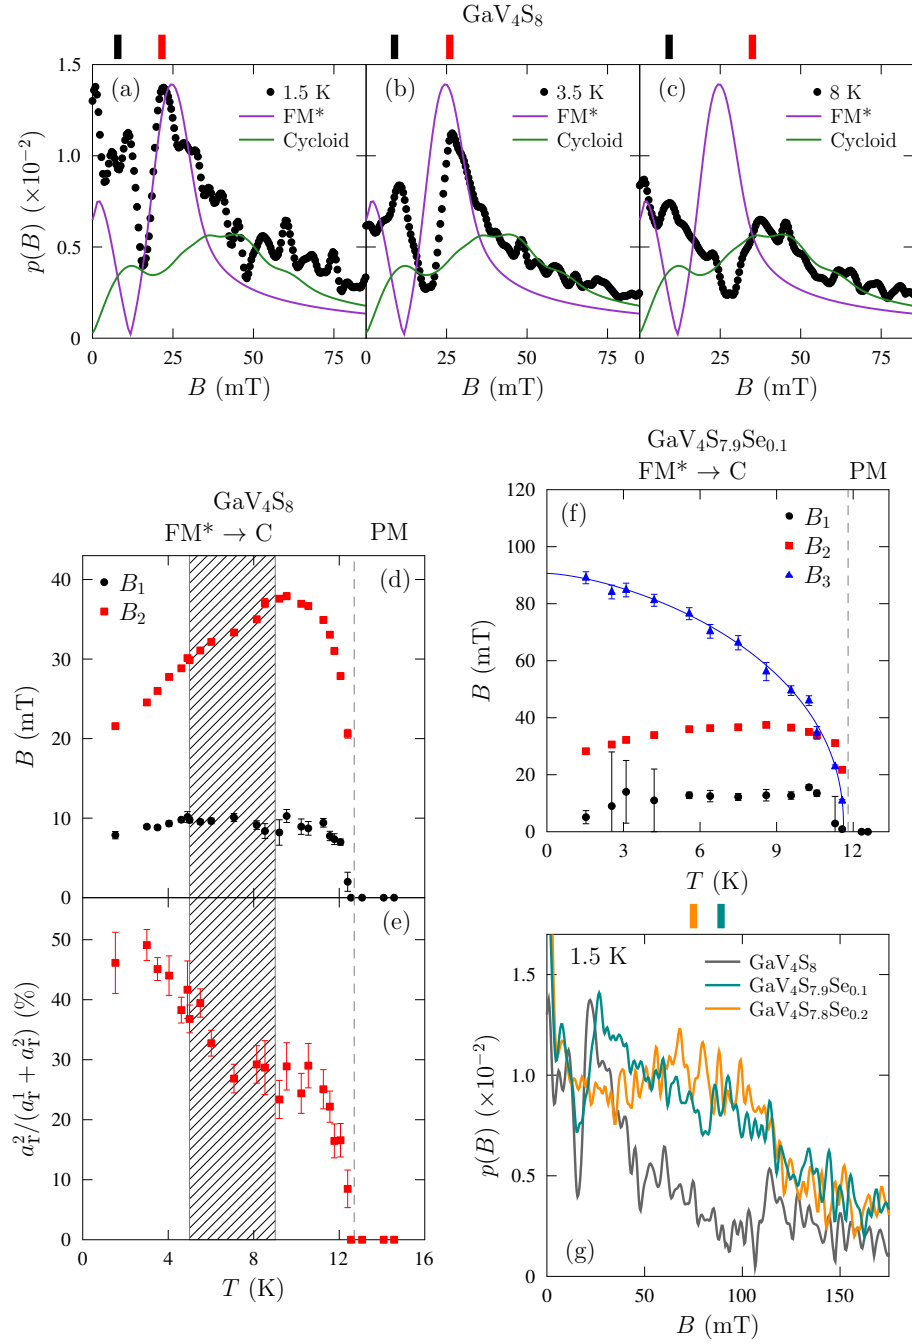 GaV₄S₈
(a)
1.5 K
FM*
Cycloid
(b)
3.5 K
FM*
Cycloid
(c)
8 K
FM*
Cycloid
p(B) (×10⁻²)
1.5
1.0
0.5
0
0 25 50 75
0 25 50 75
0 25 50 75
B (mT)
B (mT)
B (mT)
GaV₄S₈
FM* → C
PM
(d)
B₁
B₂
B (mT)
40
30
20
10
0
(e)
a_r²/(a_r¹ + a_r²) (%)
50
40
30
20
10
0
0 4 8 12 16
T (K)
GaV₄S₇.₉Se₀.₁
FM* → C
PM
(f)
B₁
B₂
B₃
B (mT)
120
100
80
60
40
20
0
0 3 6 9 12
T (K)
1.5 K
GaV₄S₈
GaV₄S₇.₉Se₀.₁
GaV₄S₇.₈Se₀.₂
p(B) (×10⁻²)
1.5
1.0
0.5
0
(g)
0 50 100 150
B (mT)